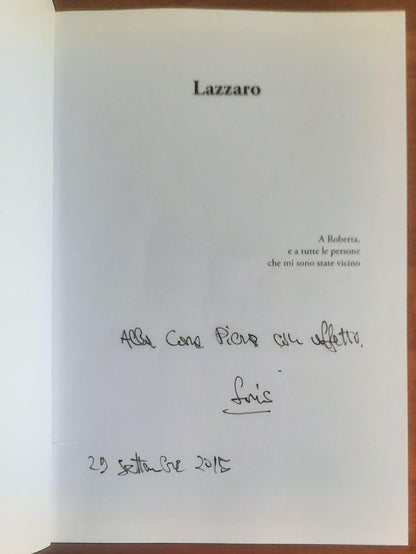 Lazzaro
A Roberta,
e a tutte le persone
che mi sono state vicino
Alla Cara Piera con affetto.
29 settembre 2015